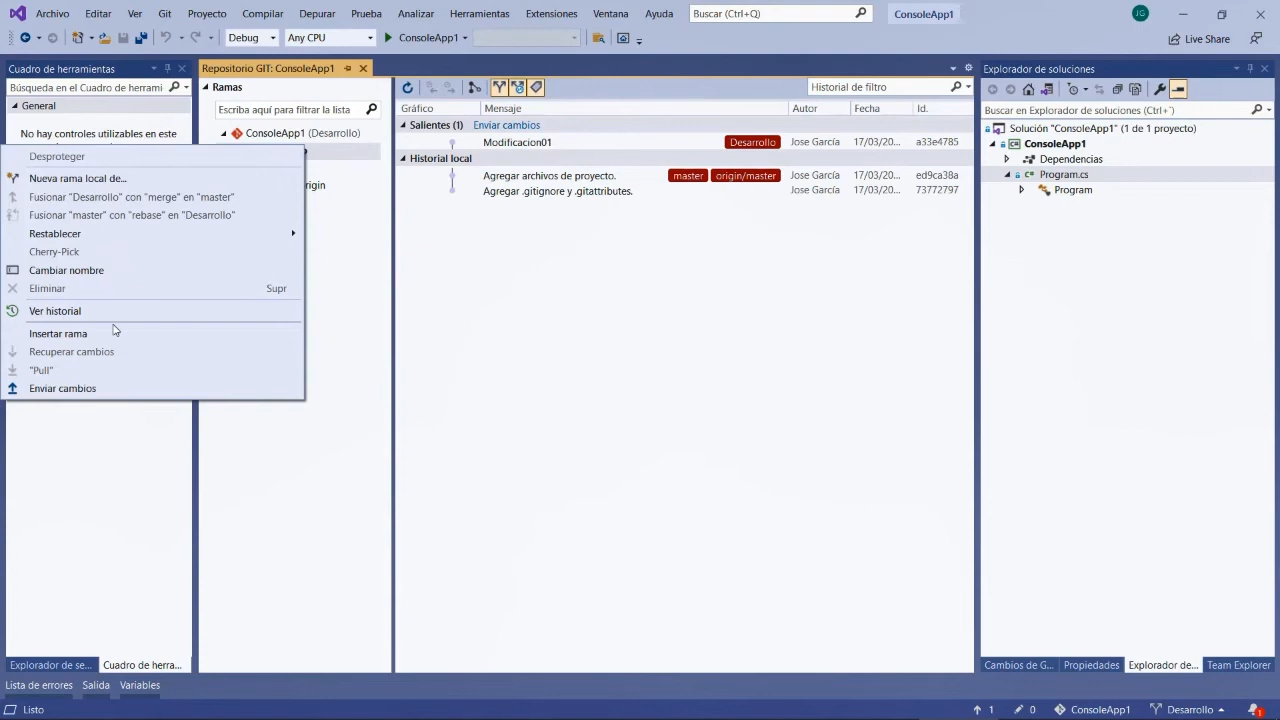 Archivo Editar Ver Git Proyecto Compilar Depurar Prueba Analizar Herramientas Extensiones Ventana Ayuda Buscar (Ctrl+Q) ConsoleApp1 JG
Debug Any CPU ConsoleApp1 Live Share
Cuadro de herramientas
Búsqueda en el Cuadro de herrami
General
No hay controles utilizables en este
Desproteger
Nueva rama local de...
Fusionar "Desarrollo" con "merge" en "master"
Fusionar "master" con "rebase" en "Desarrollo"
Restablecer
Cherry-Pick
Cambiar nombre
Eliminar Supr
Ver historial
Insertar rama
Recuperar cambios
"Pull"
Enviar cambios
Explorador de se... Cuadro de herra...
Repositorio GIT: ConsoleApp1
Ramas
Escriba aquí para filtrar la lista
ConsoleApp1 (Desarrollo)
rigin
Historial de filtro
Gráfico Mensaje Autor Fecha Id.
Salientes (1) Enviar cambios
Modificacion01 Desarrollo Jose García 17/03/20... a33e4785
Historial local
Agregar archivos de proyecto. master origin/master Jose García 17/03/20... ed9ca38a
Agregar .gitignore y .gitattributes. Jose García 17/03/20... 73772797
Explorador de soluciones
Buscar en Explorador de soluciones (Ctrl+´)
Solución "ConsoleApp1" (1 de 1 proyecto)
ConsoleApp1
Dependencias
Program.cs
Program
Cambios de G... Propiedades Explorador de... Team Explorer
Lista de errores Salida Variables
Listo 1 0 ConsoleApp1 Desarrollo 1